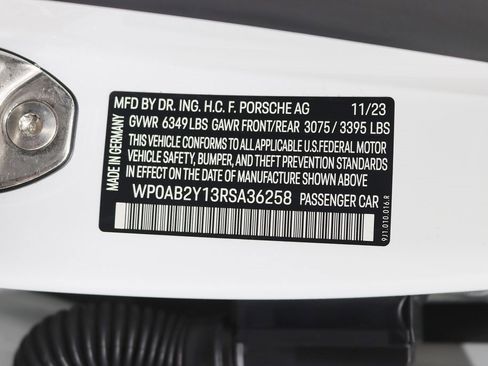 MFD BY DR. ING. H.C. F. PORSCHE AG 11/23
GVWR 6349 LBS GAWR FRONT/REAR 3075 / 3395 LBS
THIS VEHICLE CONFORMS TO ALL APPLICABLE U.S. FEDERAL MOTOR
VEHICLE SAFETY, BUMPER, AND THEFT PREVENTION STANDARDS
IN EFFECT ON THE DATE OF MANUFACTURE SHOWN ABOVE.
WP0AB2Y13RSA36258 PASSENGER CAR
MADE IN GERMANY
9J1.010.016.R